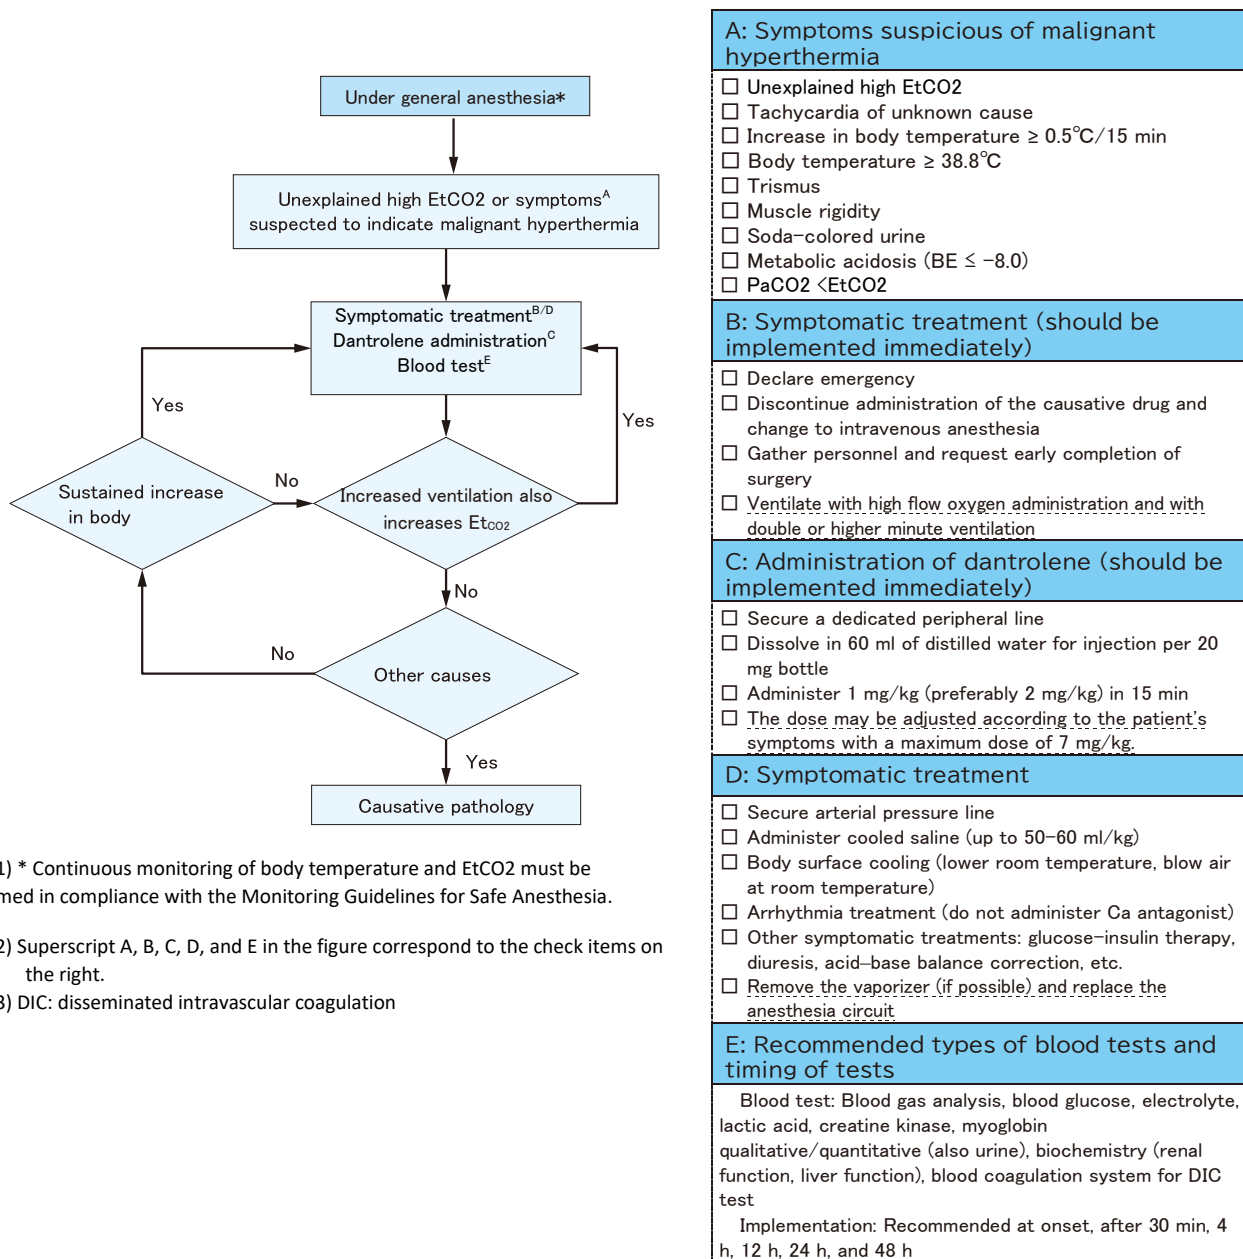 Under general anesthesia*
Unexplained high EtCO2 or symptomsA
suspected to indicate malignant hyperthermia
Symptomatic treatmentB/D
Dantrolene administrationC
Blood testE
Yes
Yes
Sustained increase
in body
No
Increased ventilation also
increases EtCO2
No
No
Other causes
Yes
Causative pathology
1) * Continuous monitoring of body temperature and EtCO2 must be
med in compliance with the Monitoring Guidelines for Safe Anesthesia.
2) Superscript A, B, C, D, and E in the figure correspond to the check items on
the right.
3) DIC: disseminated intravascular coagulation
A: Symptoms suspicious of malignant
hyperthermia
☐ Unexplained high EtCO2
☐ Tachycardia of unknown cause
☐ Increase in body temperature ≥ 0.5℃/15 min
☐ Body temperature ≥ 38.8℃
☐ Trismus
☐ Muscle rigidity
☐ Soda-colored urine
☐ Metabolic acidosis (BE ≤ -8.0)
☐ PaCO2 <EtCO2
B: Symptomatic treatment (should be
implemented immediately)
☐ Declare emergency
☐ Discontinue administration of the causative drug and
change to intravenous anesthesia
☐ Gather personnel and request early completion of
surgery
☐ Ventilate with high flow oxygen administration and with
double or higher minute ventilation
C: Administration of dantrolene (should be
implemented immediately)
☐ Secure a dedicated peripheral line
☐ Dissolve in 60 ml of distilled water for injection per 20
mg bottle
☐ Administer 1 mg/kg (preferably 2 mg/kg) in 15 min
☐ The dose may be adjusted according to the patient's
symptoms with a maximum dose of 7 mg/kg.
D: Symptomatic treatment
☐ Secure arterial pressure line
☐ Administer cooled saline (up to 50-60 ml/kg)
☐ Body surface cooling (lower room temperature, blow air
at room temperature)
☐ Arrhythmia treatment (do not administer Ca antagonist)
☐ Other symptomatic treatments: glucose-insulin therapy,
diuresis, acid–base balance correction, etc.
☐ Remove the vaporizer (if possible) and replace the
anesthesia circuit
E: Recommended types of blood tests and
timing of tests
Blood test: Blood gas analysis, blood glucose, electrolyte,
lactic acid, creatine kinase, myoglobin
qualitative/quantitative (also urine), biochemistry (renal
function, liver function), blood coagulation system for DIC
test
Implementation: Recommended at onset, after 30 min, 4
h, 12 h, 24 h, and 48 h